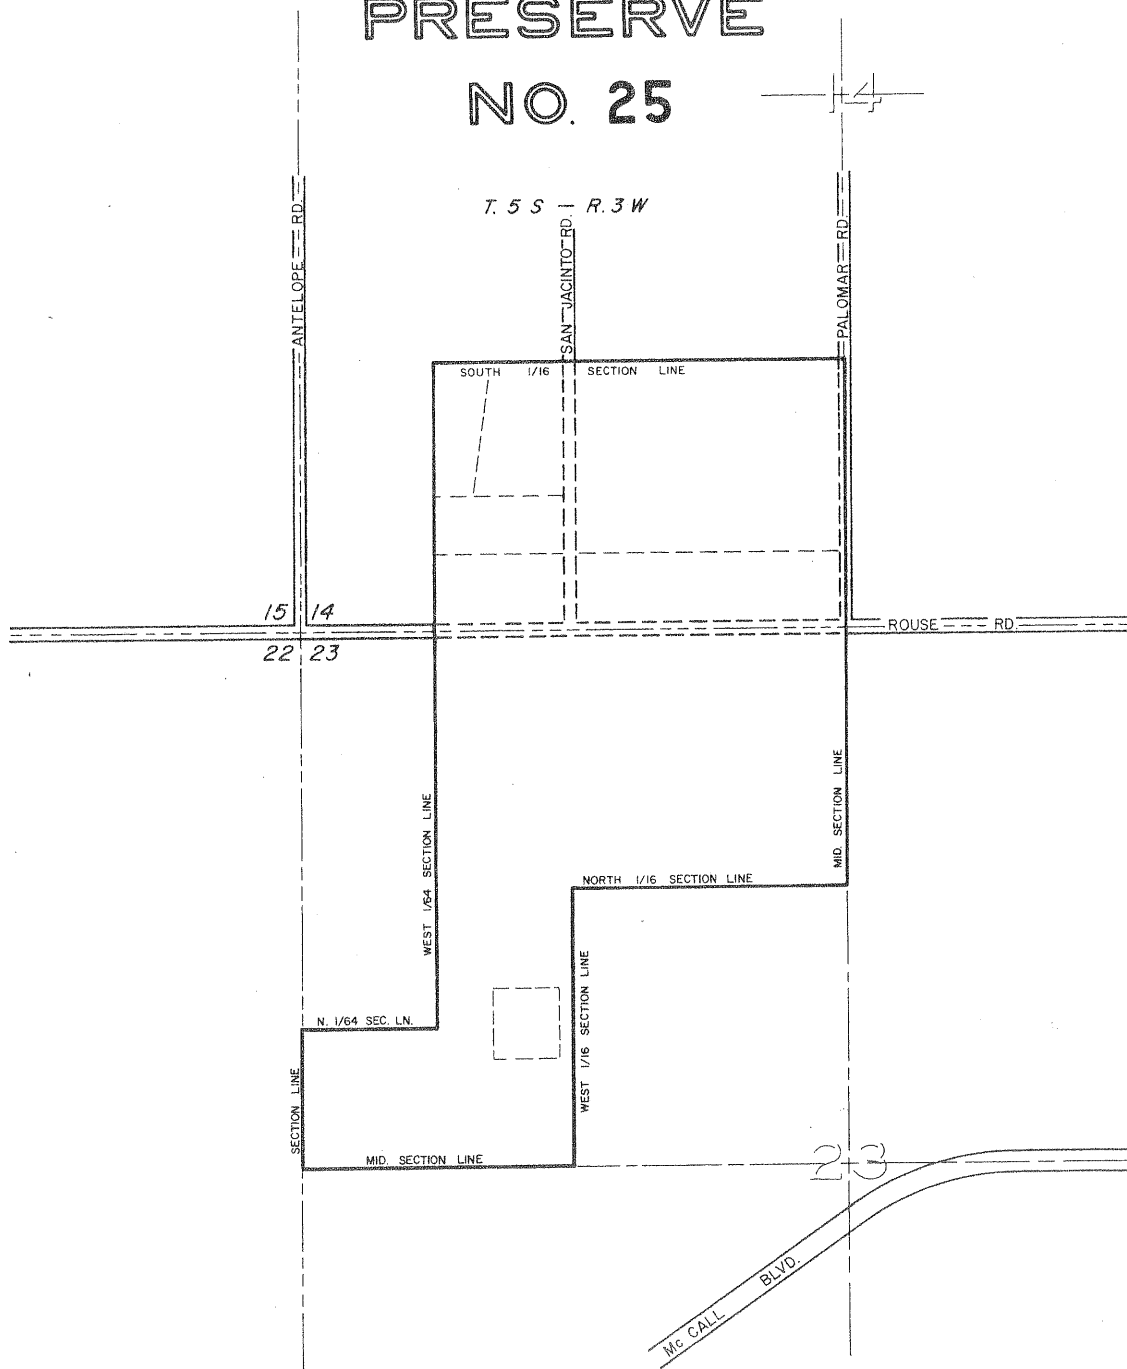 PRESERVE
NO. 25
14
T. 5 S – R. 3 W
ANTELOPE RD.
SAN JACINTO RD.
PALOMAR RD.
SOUTH 1/16 SECTION LINE
15 14
ROUSE RD.
22 23
MID. SECTION LINE
WEST 1/64 SECTION LINE
NORTH 1/16 SECTION LINE
WEST 1/16 SECTION LINE
N. 1/64 SEC. LN.
SECTION LINE
MID. SECTION LINE
23
Mc CALL BLVD.